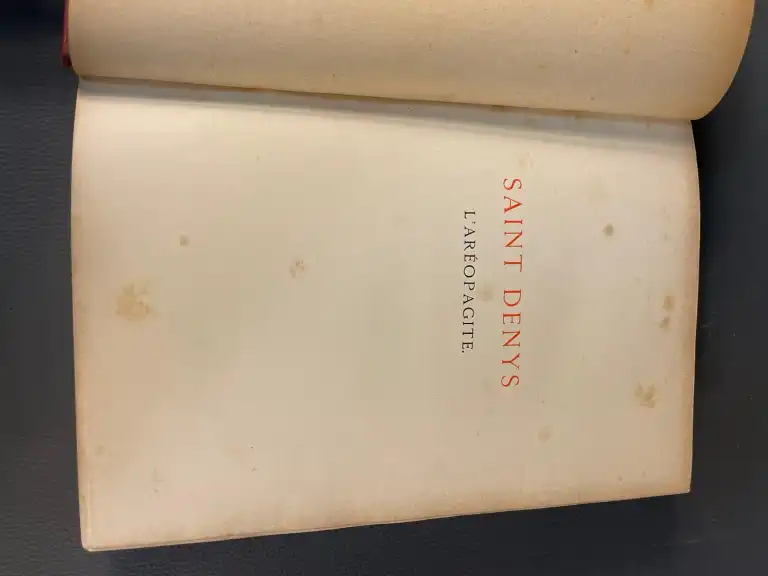 SAINT DENYS
L'ARÉOPAGITE.